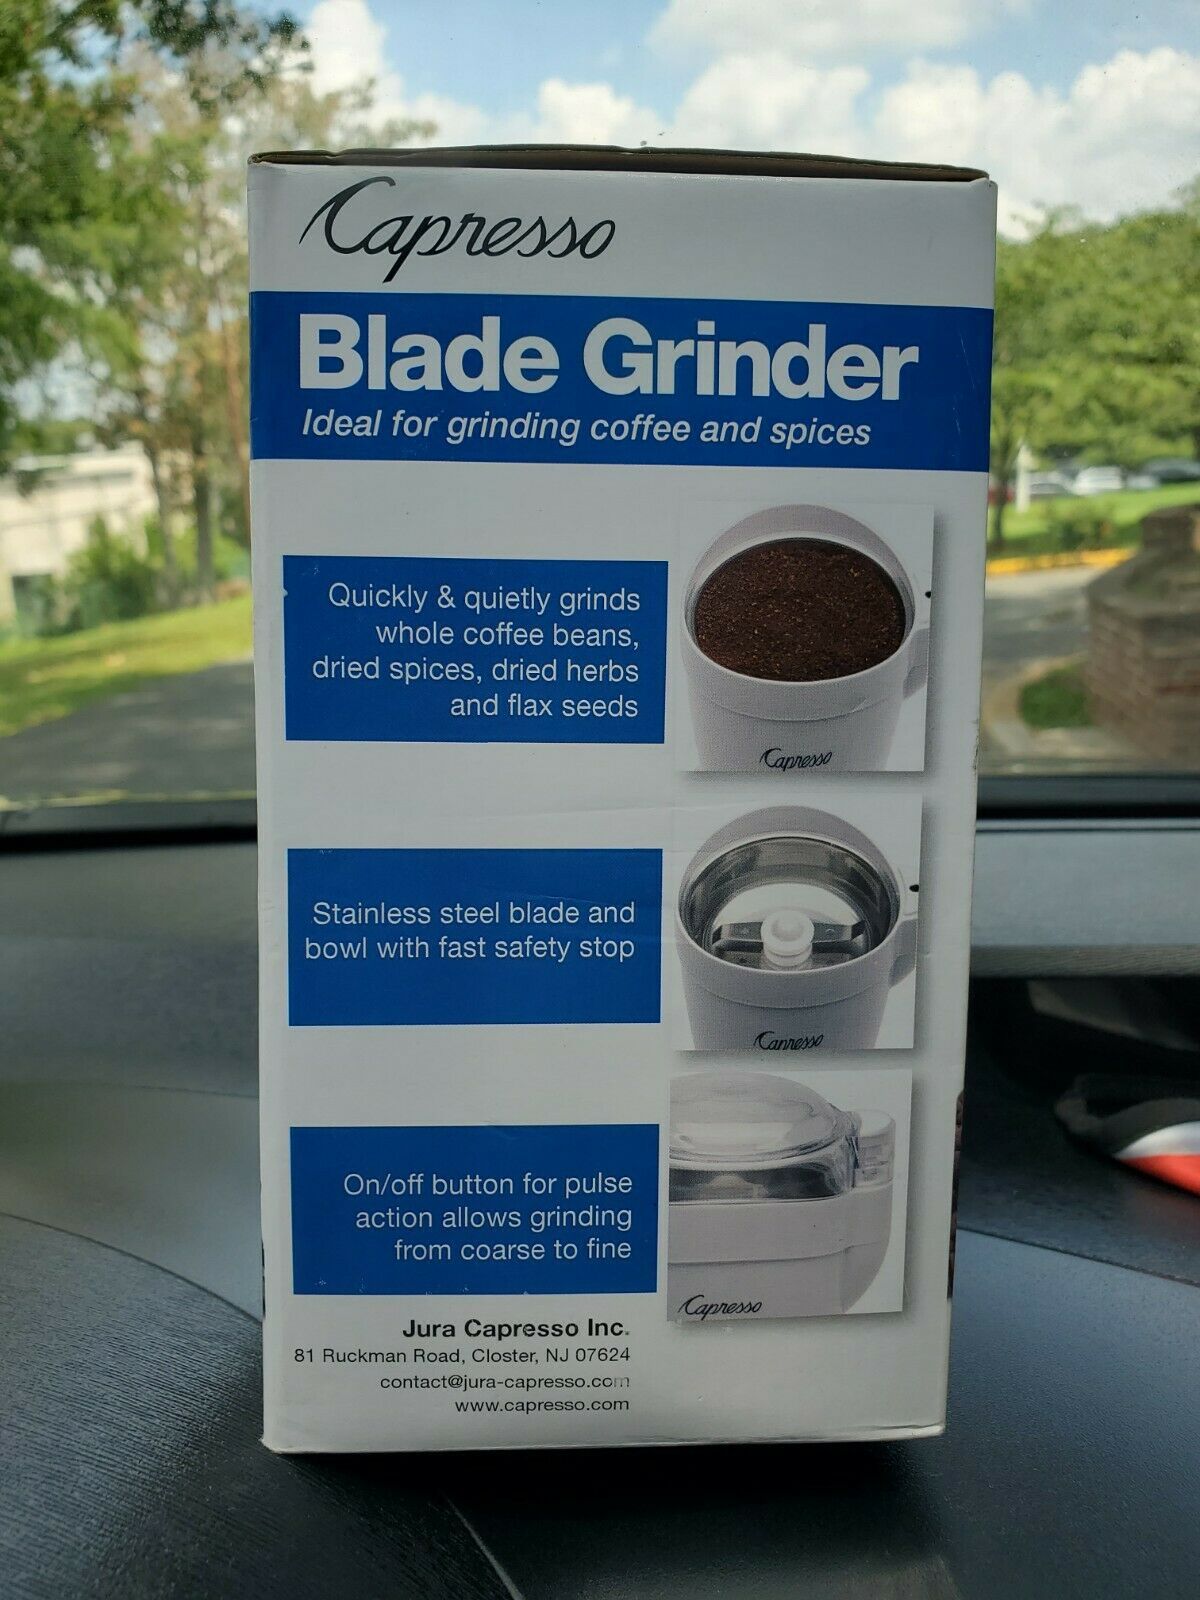 Capresso
Blade Grinder
Ideal for grinding coffee and spices
Quickly & quietly grinds
whole coffee beans,
dried spices, dried herbs
and flax seeds
Capresso
Stainless steel blade and
bowl with fast safety stop
Capresso
On/off button for pulse
action allows grinding
from coarse to fine
Capresso
Jura Capresso Inc.
81 Ruckman Road, Closter, NJ 07624
contact@jura-capresso.com
www.capresso.com